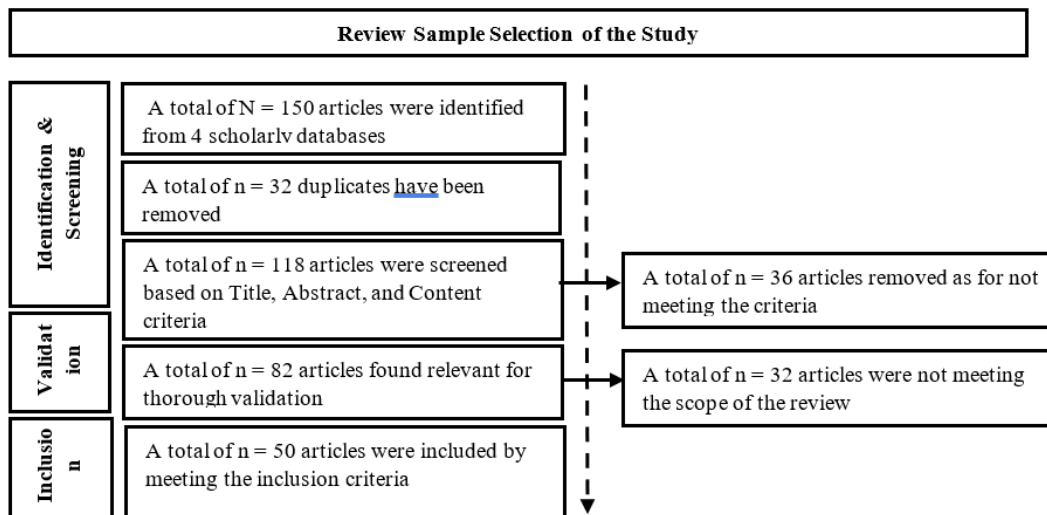 Review Sample Selection of the Study
Identification &
Screening
A total of N = 150 articles were identified
from 4 scholarly databases
A total of n = 32 duplicates have been
removed
A total of n = 118 articles were screened
based on Title, Abstract, and Content
criteria
A total of n = 36 articles removed as for not
meeting the criteria
Validat
ion
A total of n = 82 articles found relevant for
thorough validation
A total of n = 32 articles were not meeting
the scope of the review
Inclusio
n
A total of n = 50 articles were included by
meeting the inclusion criteria